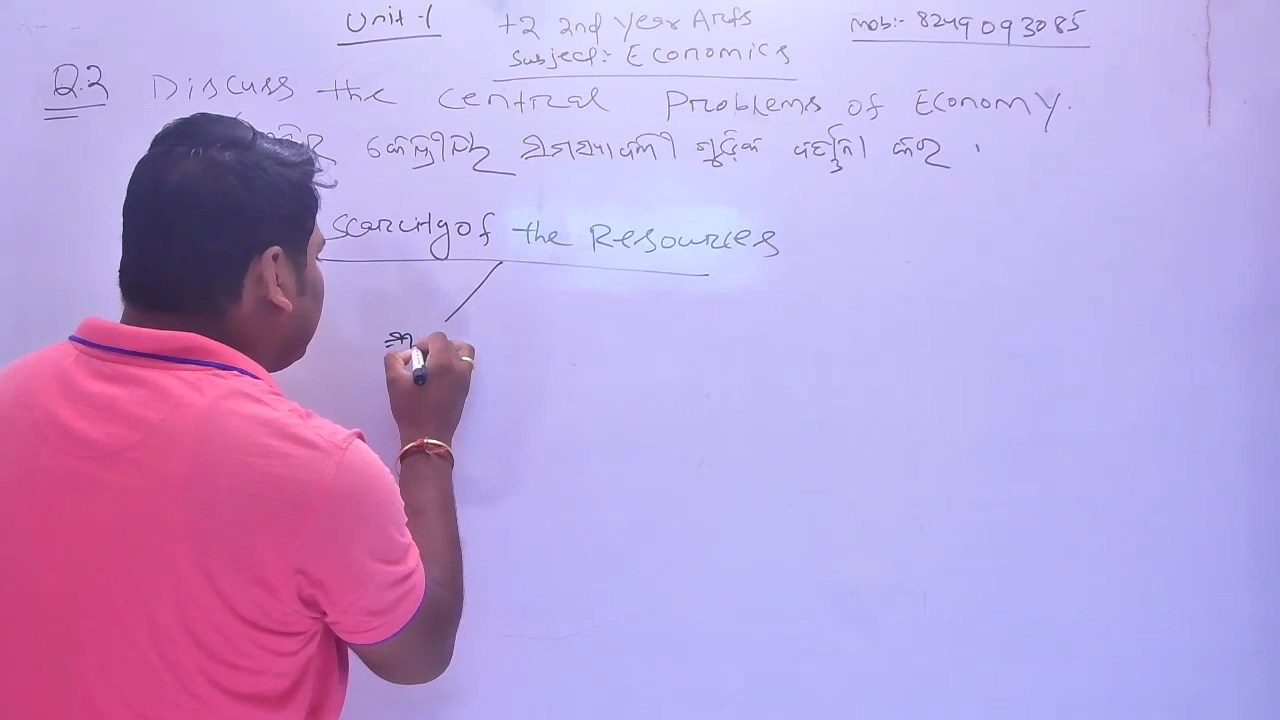 Unit-1
+2 2nd Year Arts
Mob:- 8249093085
Subject: Economics
Q.2 Discuss the central Problems of Economy.
କେନ୍ଦ୍ରୀୟ ସମସ୍ୟାବଳୀ ଗୁଡ଼ିକ ବର୍ଣ୍ଣନା କର ।
Scarcity of the Resources